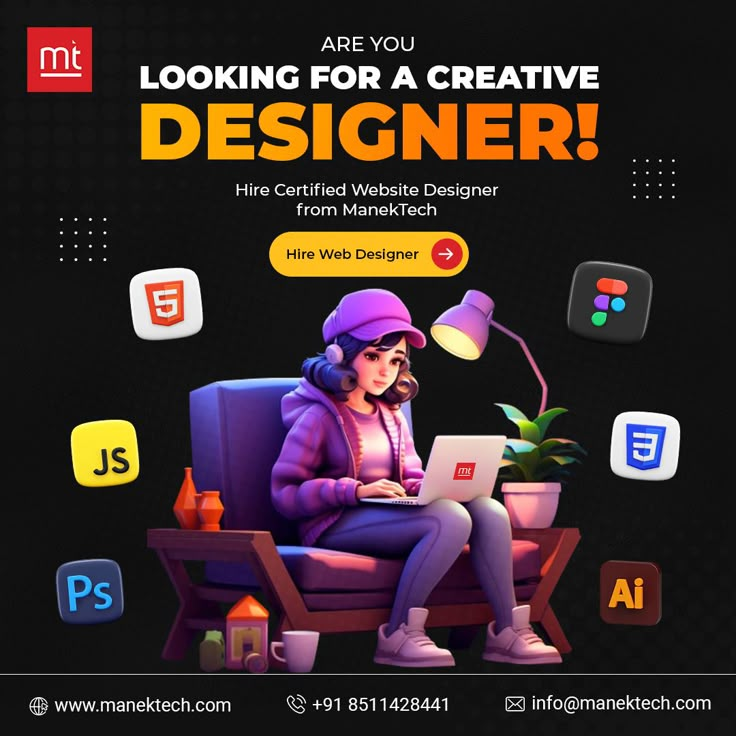 mt
ARE YOU
LOOKING FOR A CREATIVE
DESIGNER!
Hire Certified Website Designer
from ManekTech
Hire Web Designer
5
JS
3
mt
Ps
Ai
www.manektech.com
+91 8511428441
info@manektech.com